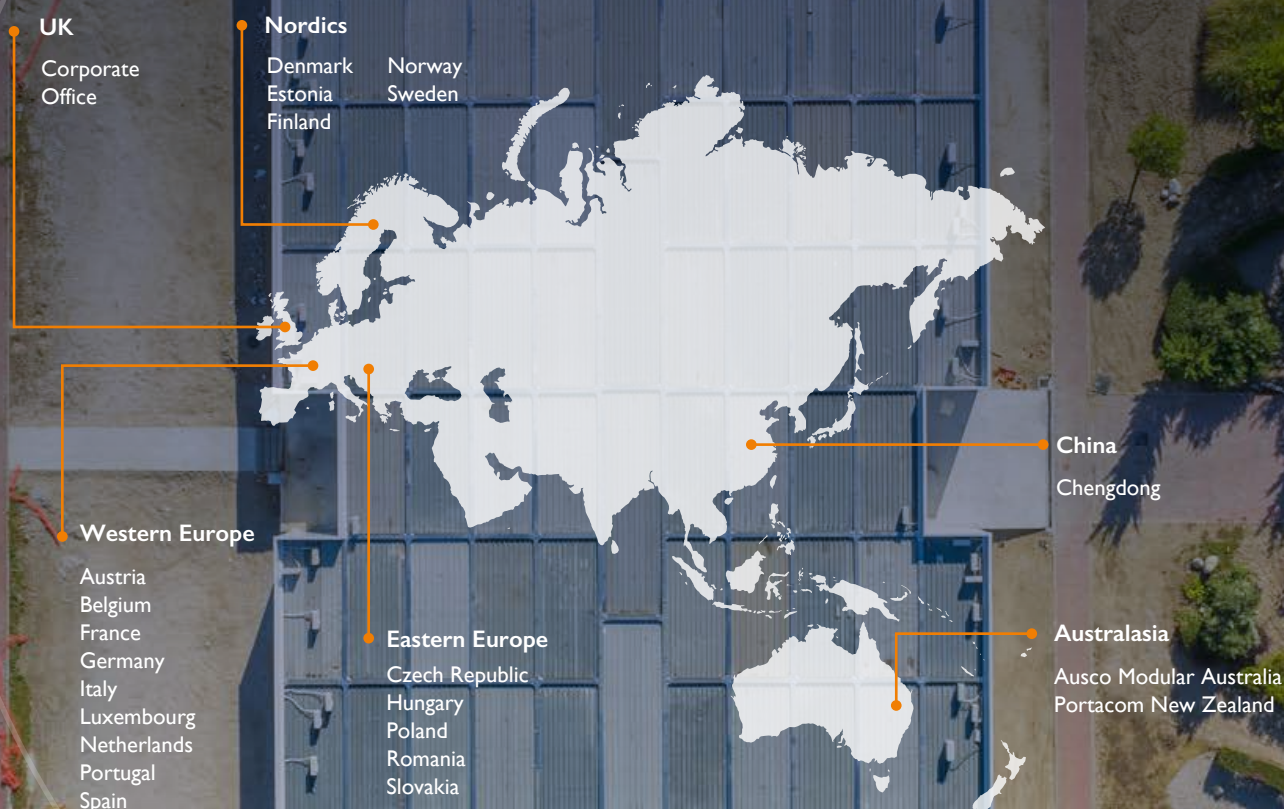 UK
Corporate
Office
Nordics
Denmark
Estonia
Finland
Norway
Sweden
Western Europe
Austria
Belgium
France
Germany
Italy
Luxembourg
Netherlands
Portugal
Spain
Eastern Europe
Czech Republic
Hungary
Poland
Romania
Slovakia
China
Chengdong
Australasia
Ausco Modular Australia
Portacom New Zealand